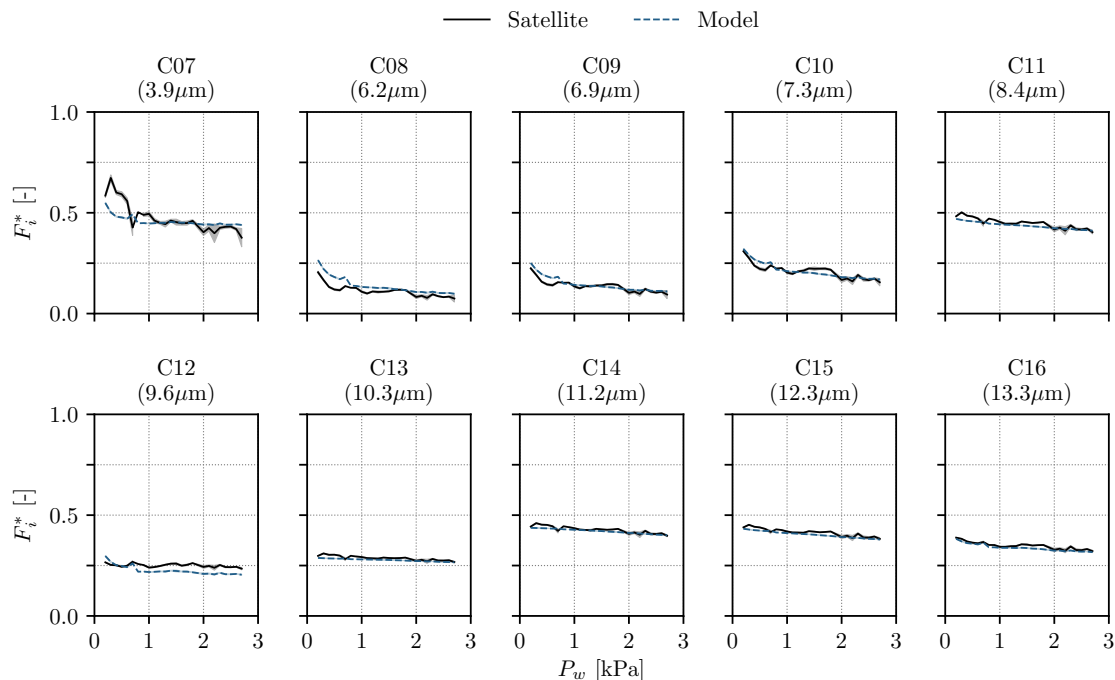 Satellite Model
C07 C08 C09 C10 C11
(3.9μm) (6.2μm) (6.9μm) (7.3μm) (8.4μm)
1.0
0.5
0.0
F_i^* [-]
C12 C13 C14 C15 C16
(9.6μm) (10.3μm) (11.2μm) (12.3μm) (13.3μm)
1.0
0.5
0.0
F_i^* [-]
0 1 2 3 0 1 2 3 0 1 2 3 0 1 2 3 0 1 2 3
P_w [kPa]